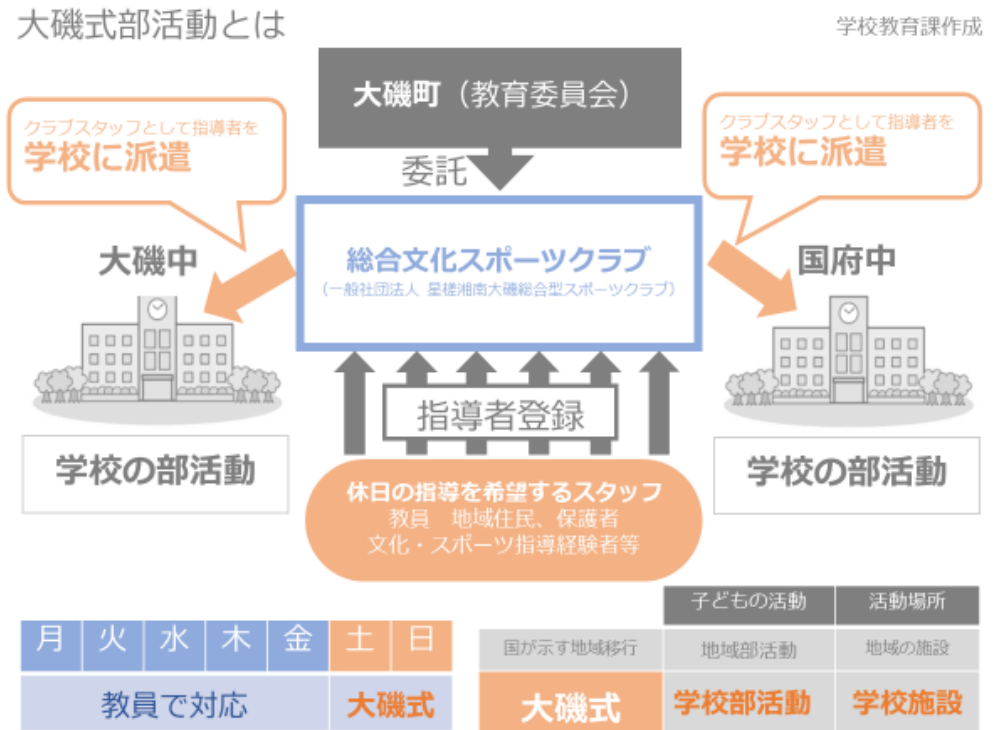 大磯式部活動とは
学校教育課作成
大磯町（教育委員会）
委託
クラブスタッフとして指導者を
学校に派遣
クラブスタッフとして指導者を
学校に派遣
総合文化スポーツクラブ
（一般社団法人 星槎湘南大磯総合型スポーツクラブ）
大磯中
国府中
学校の部活動
学校の部活動
指導者登録
休日の指導を希望するスタッフ
教員　地域住民、保護者
文化・スポーツ指導経験者等
月 火 水 木 金 土 日
教員で対応 大磯式
子どもの活動 活動場所
国が示す地域移行 地域部活動 地域の施設
大磯式 学校部活動 学校施設